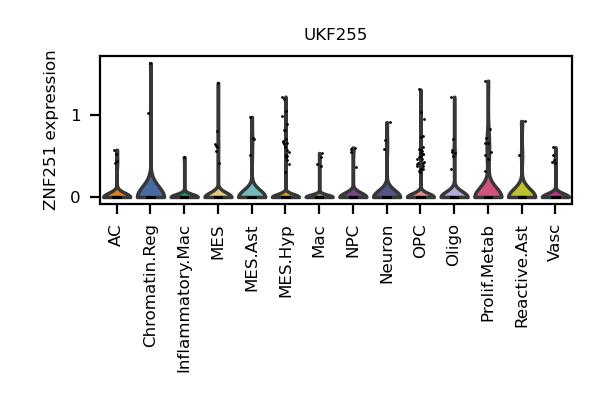 UKF255
ZNF251 expression
1
0
AC
Chromatin.Reg
Inflammatory.Mac
MES
MES.Ast
MES.Hyp
Mac
NPC
Neuron
OPC
Oligo
Prolif.Metab
Reactive.Ast
Vasc